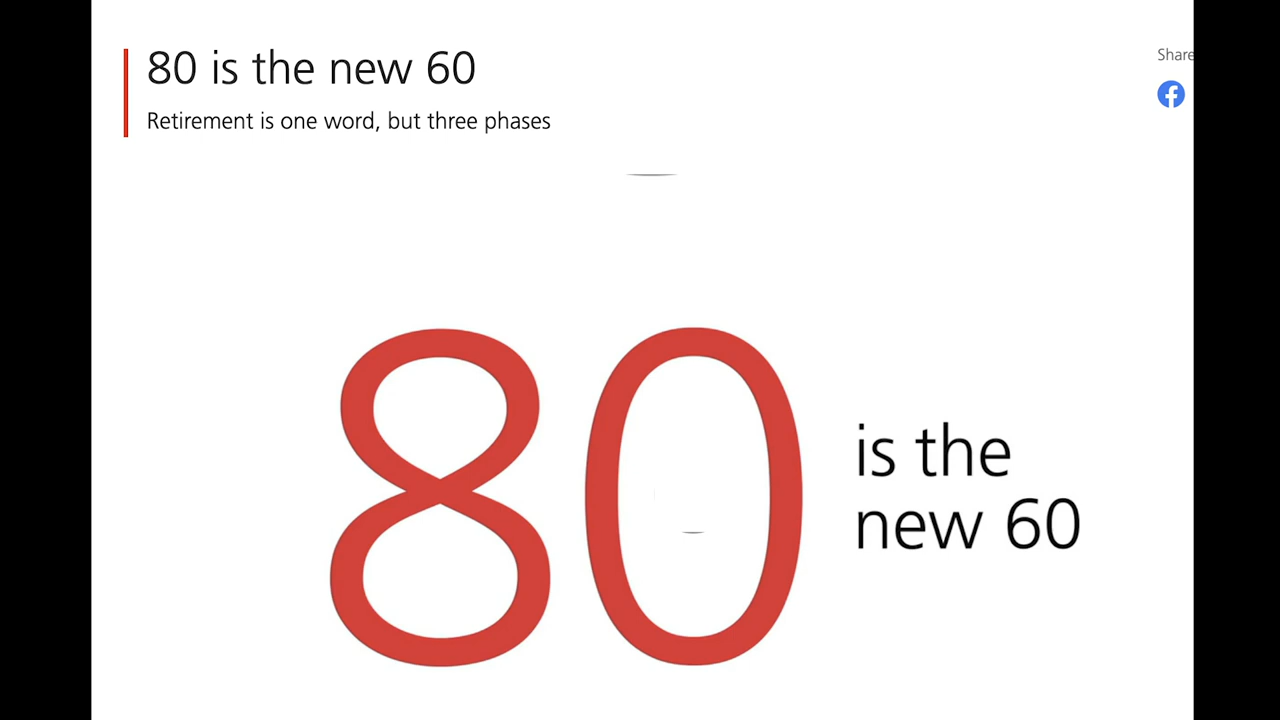 80 is the new 60
Share
Retirement is one word, but three phases
80
is the
new 60